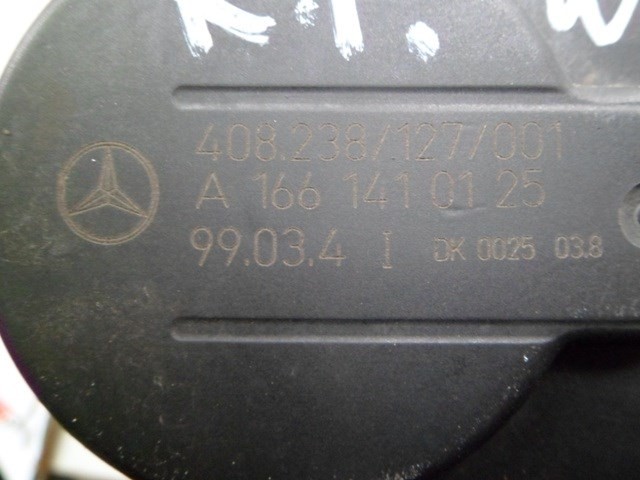 K.T. W
408.238/127/001
A 166 141 01 25
99.03.4 I DK 0025 03.8